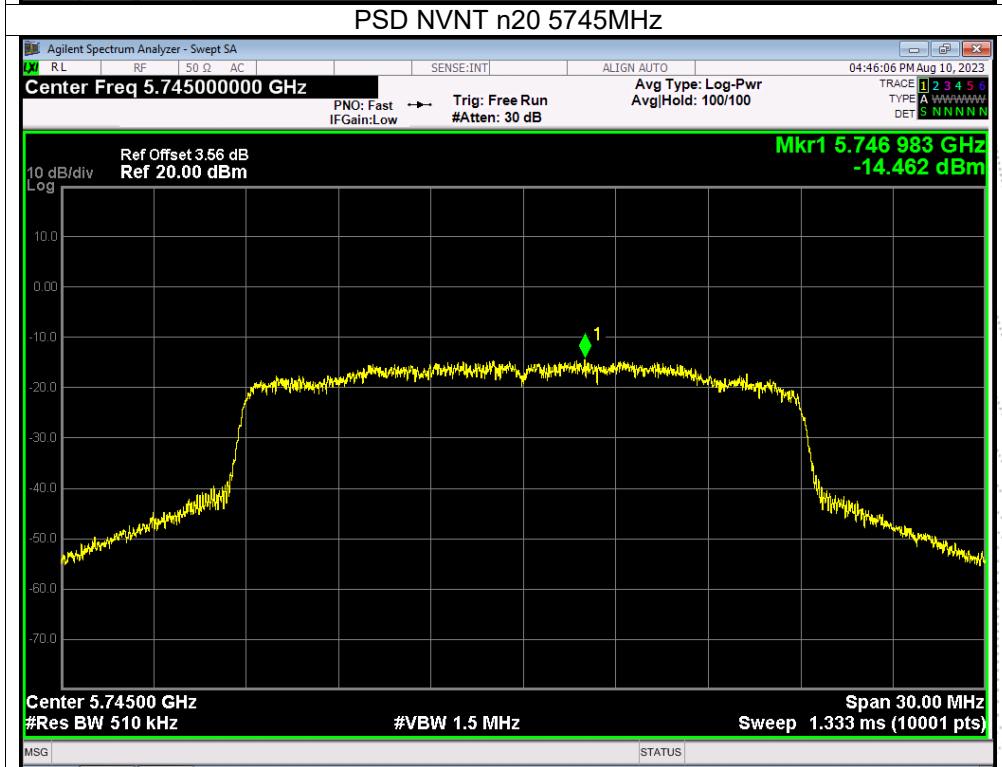 PSD NVNT n20 5745MHz
Agilent Spectrum Analyzer - Swept SA
LXI RL RF 50 Ω AC SENSE:INT ALIGN AUTO 04:46:06 PM Aug 10, 2023
Center Freq 5.745000000 GHz Avg Type: Log-Pwr TRACE 1 2 3 4 5 6
PNO: Fast Trig: Free Run Avg|Hold: 100/100 TYPE A WWWWW
IFGain:Low #Atten: 30 dB DET S N N N N N
Mkr1 5.746 983 GHz
Ref Offset 3.56 dB
10 dB/div Ref 20.00 dBm -14.462 dBm
Log
10.0
0.00
-10.0
1
-20.0
-30.0
-40.0
-50.0
-60.0
-70.0
Center 5.74500 GHz Span 30.00 MHz
#Res BW 510 kHz #VBW 1.5 MHz Sweep 1.333 ms (10001 pts)
MSG STATUS